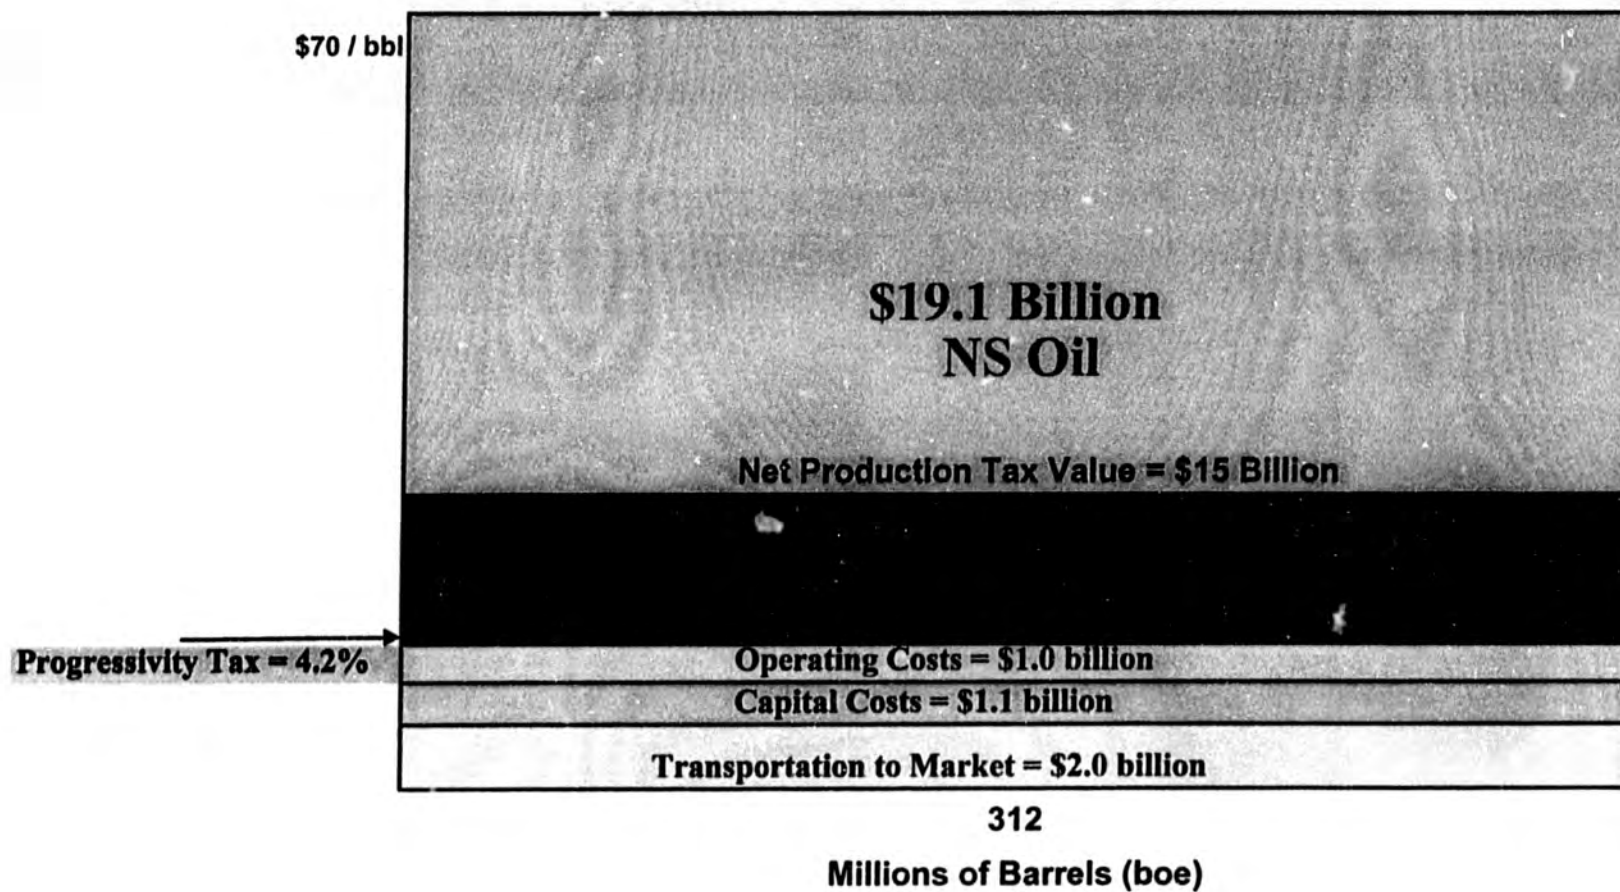 $70 / bbl
$19.1 Billion
NS Oil
Net Production Tax Value = $15 Billion
Progressivity Tax = 4.2%
Operating Costs = $1.0 billion
Capital Costs = $1.1 billion
Transportation to Market = $2.0 billion
312
Millions of Barrels (boe)